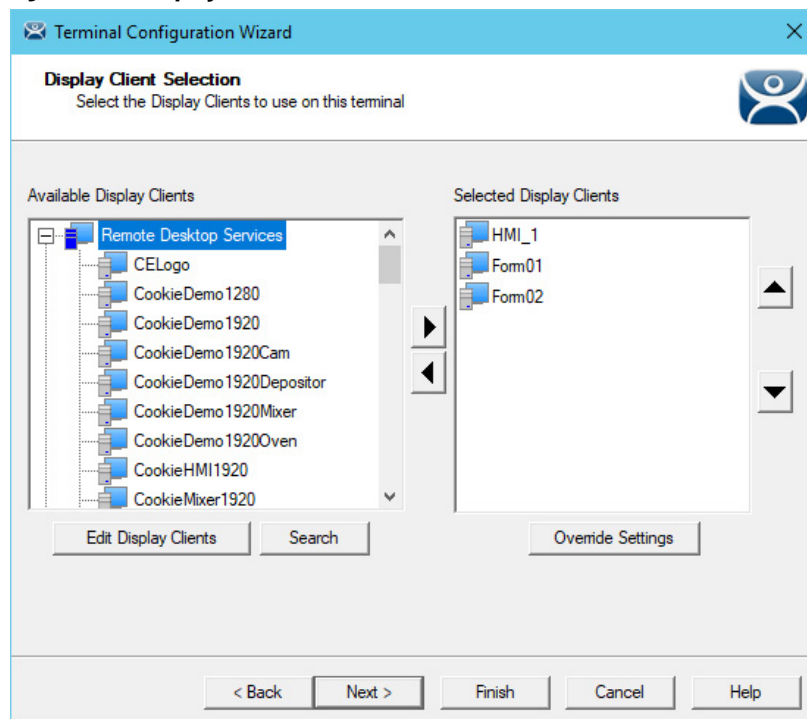 Terminal Configuration Wizard
Display Client Selection
Select the Display Clients to use on this terminal
Available Display Clients
Selected Display Clients
Remote Desktop Services
CELogo
CookieDemo1280
CookieDemo1920
CookieDemo1920Cam
CookieDemo1920Depositor
CookieDemo1920Mixer
CookieDemo1920Oven
CookieHMI1920
CookieMixer1920
HMI_1
Form01
Form02
Edit Display Clients
Search
Override Settings
< Back
Next >
Finish
Cancel
Help